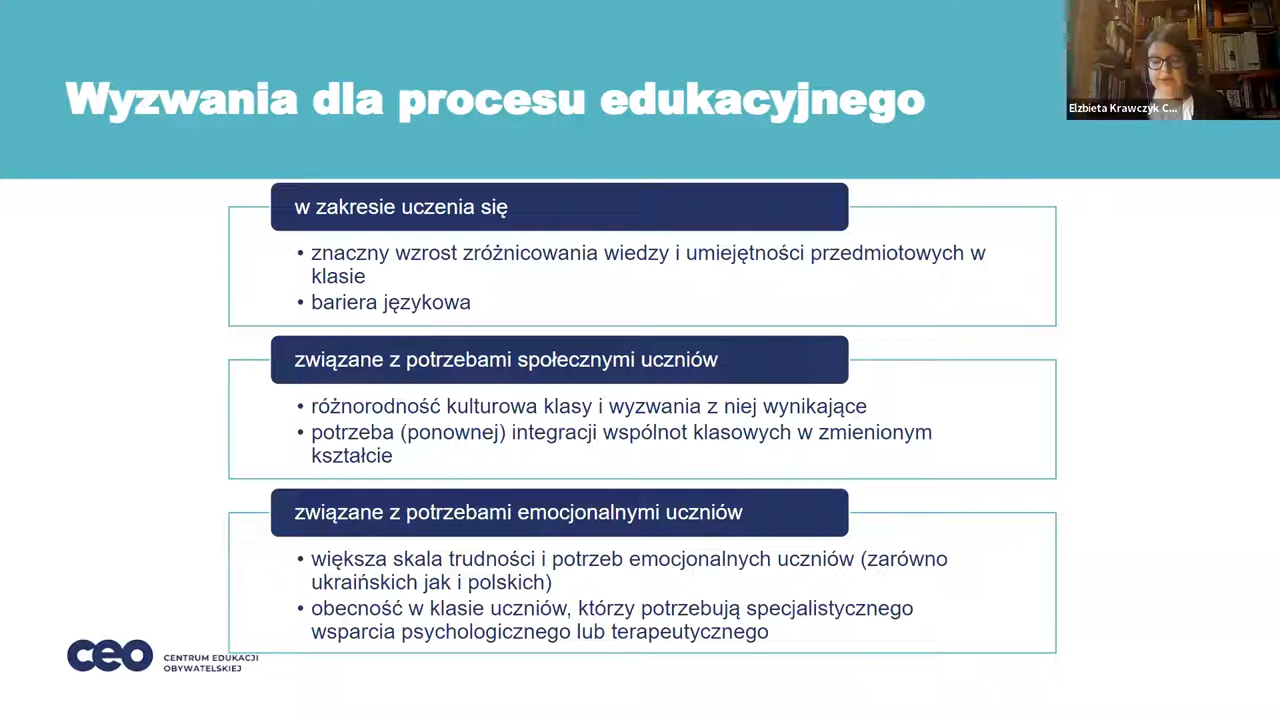 Wyzwania dla procesu edukacyjnego
Elzbieta Krawczyk C...
w zakresie uczenia się
• znaczny wzrost zróżnicowania wiedzy i umiejętności przedmiotowych w
klasie
• bariera językowa
związane z potrzebami społecznymi uczniów
• różnorodność kulturowa klasy i wyzwania z niej wynikające
• potrzeba (ponownej) integracji wspólnot klasowych w zmienionym
kształcie
związane z potrzebami emocjonalnymi uczniów
• większa skala trudności i potrzeb emocjonalnych uczniów (zarówno
ukraińskich jak i polskich)
• obecność w klasie uczniów, którzy potrzebują specjalistycznego
wsparcia psychologicznego lub terapeutycznego
ceo
CENTRUM EDUKACJI
OBYWATELSKIEJ